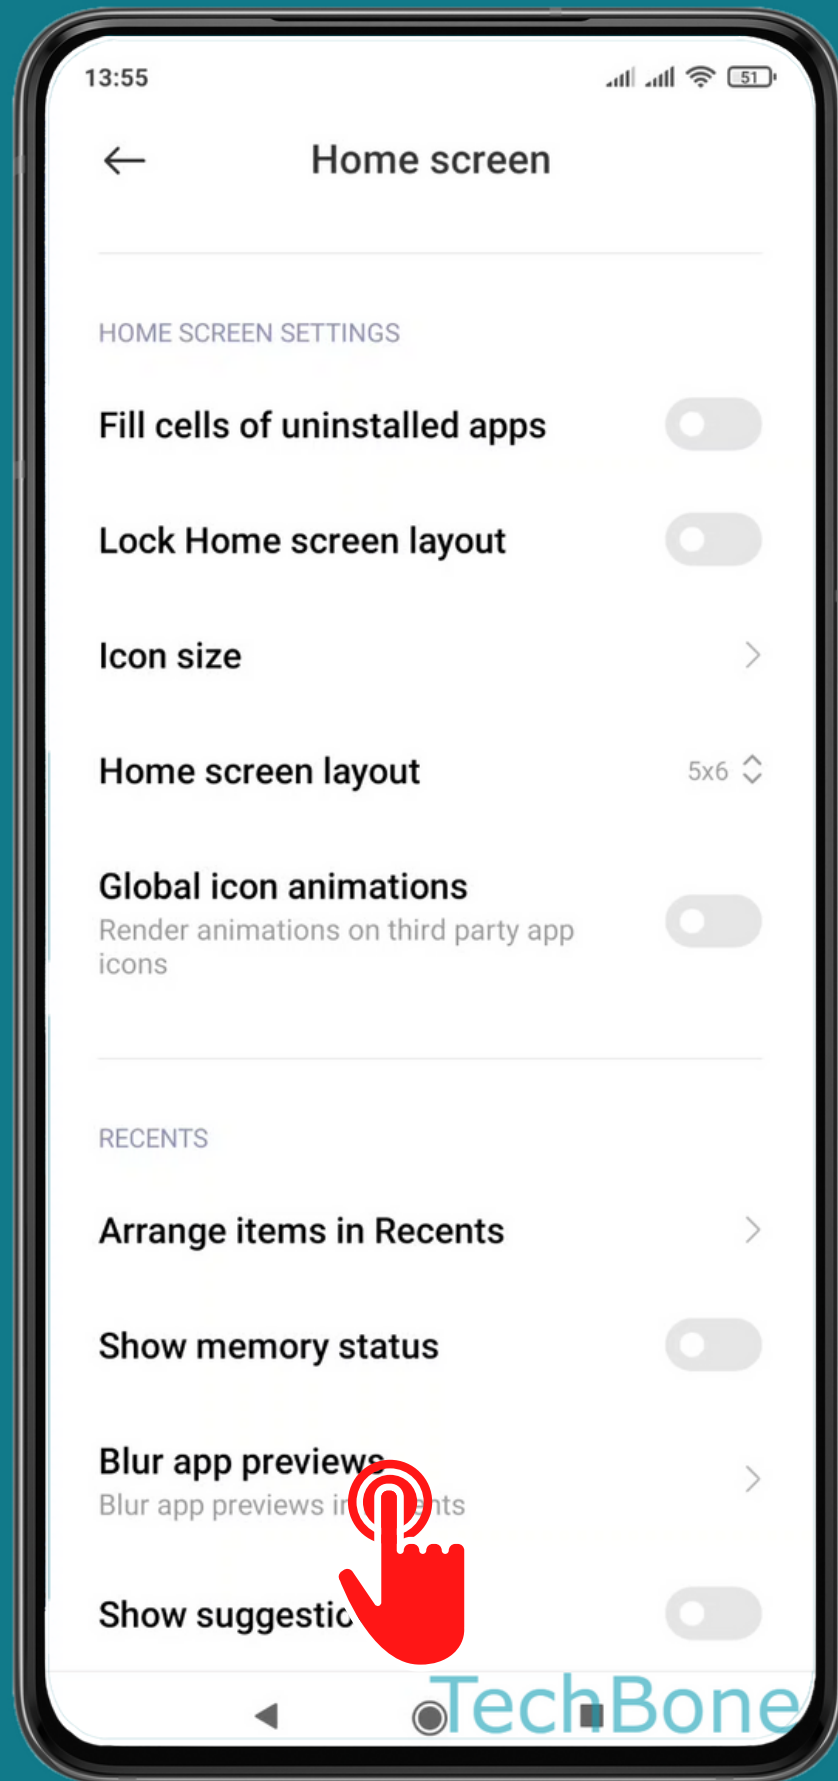 13:55
51
Home screen
HOME SCREEN SETTINGS
Fill cells of uninstalled apps
Lock Home screen layout
Icon size
Home screen layout
5x6
Global icon animations
Render animations on third party app
icons
RECENTS
Arrange items in Recents
Show memory status
Blur app previews
Blur app previews in
Show
TechBone